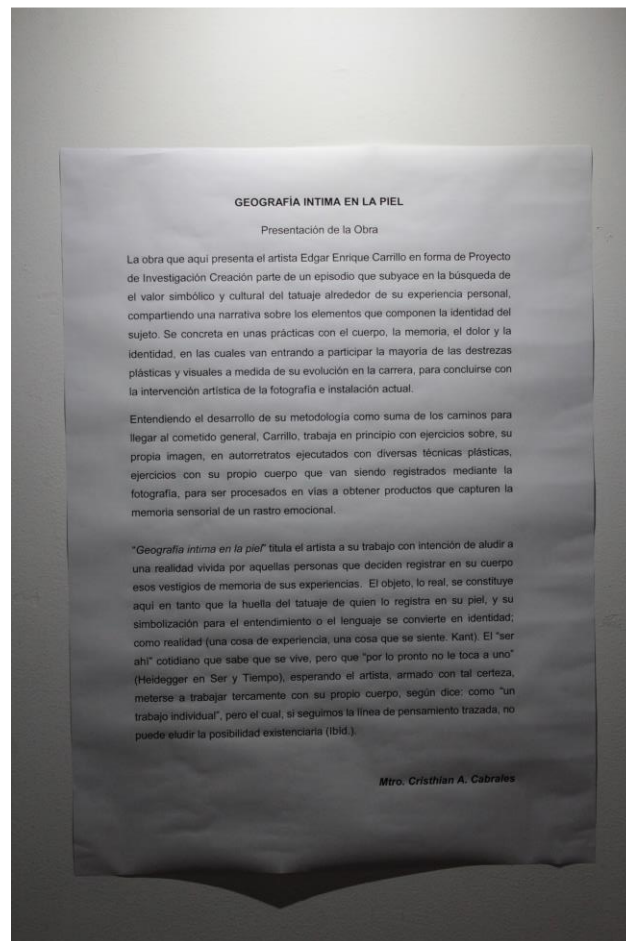 GEOGRAFÍA INTIMA EN LA PIEL
Presentación de la Obra
La obra que aquí presenta el artista Edgar Enrique Carrillo en forma de Proyecto
de Investigación Creación parte de un episodio que subyace en la búsqueda de
el valor simbólico y cultural del tatuaje alrededor de su experiencia personal,
compartiendo una narrativa sobre los elementos que componen la identidad del
sujeto. Se concreta en unas prácticas con el cuerpo, la memoria, el dolor y la
identidad, en las cuales van entrando a participar la mayoría de las destrezas
plásticas y visuales a medida de su evolución en la carrera, para concluirse con
la intervención artística de la fotografía e instalación actual.
Entendiendo el desarrollo de su metodología como suma de los caminos para
llegar al cometido general, Carrillo, trabaja en principio con ejercicios sobre, su
propia imagen, en autorretratos ejecutados con diversas técnicas plásticas,
ejercicios con su propio cuerpo que van siendo registrados mediante la
fotografía, para ser procesados en vías a obtener productos que capturen la
memoria sensorial de un rastro emocional.
"Geografía intima en la piel" titula el artista a su trabajo con intención de aludir a
una realidad vivida por aquellas personas que deciden registrar en su cuerpo
esos vestigios de memoria de sus experiencias. El objeto, lo real, se constituye
aquí en tanto que la huella del tatuaje de quien lo registra en su piel, y su
simbolización para el entendimiento o el lenguaje se convierte en identidad;
como realidad (una cosa de experiencia, una cosa que se siente. Kant). El "ser
ahí" cotidiano que sabe que se vive, pero que "por lo pronto no le toca a uno"
(Heidegger en Ser y Tiempo), esperando el artista, armado con tal certeza,
meterse a trabajar tercamente con su propio cuerpo, según dice: como "un
trabajo individual", pero el cual, si seguimos la línea de pensamiento trazada, no
puede eludir la posibilidad existenciaria (Ibíd.).
Mtro. Cristhian A. Cabrales